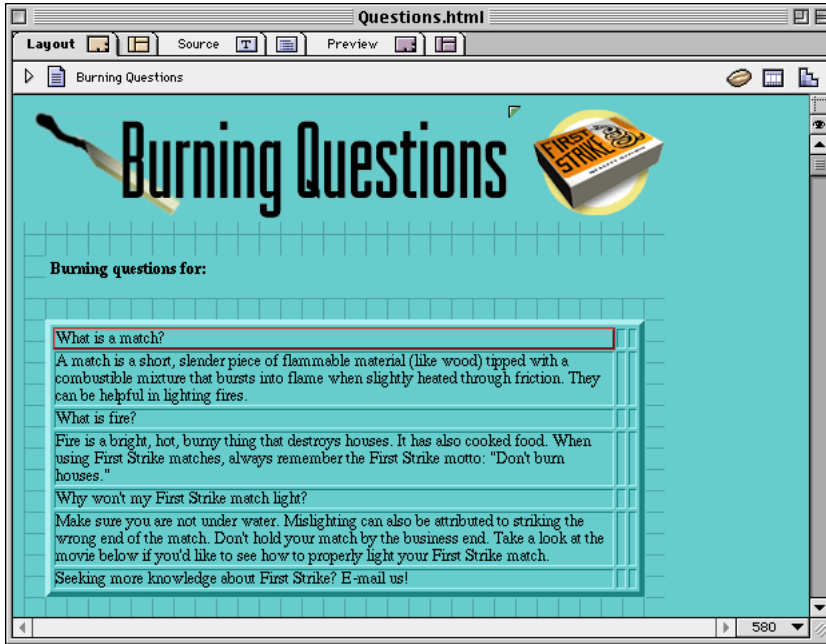 Questions.html
Layout Source Preview
Burning Questions
Burning Questions
FIRST STRIKE
Burning questions for:
What is a match?
A match is a short, slender piece of flammable material (like wood) tipped with a
combustible mixture that bursts into flame when slightly heated through friction. They
can be helpful in lighting fires.
What is fire?
Fire is a bright, hot, burny thing that destroys houses. It has also cooked food. When
using First Strike matches, always remember the First Strike motto: "Don't burn
houses."
Why won't my First Strike match light?
Make sure you are not under water. Mislighting can also be attributed to striking the
wrong end of the match. Don't hold your match by the business end. Take a look at the
movie below if you'd like to see how to properly light your First Strike match.
Seeking more knowledge about First Strike? E-mail us!
580